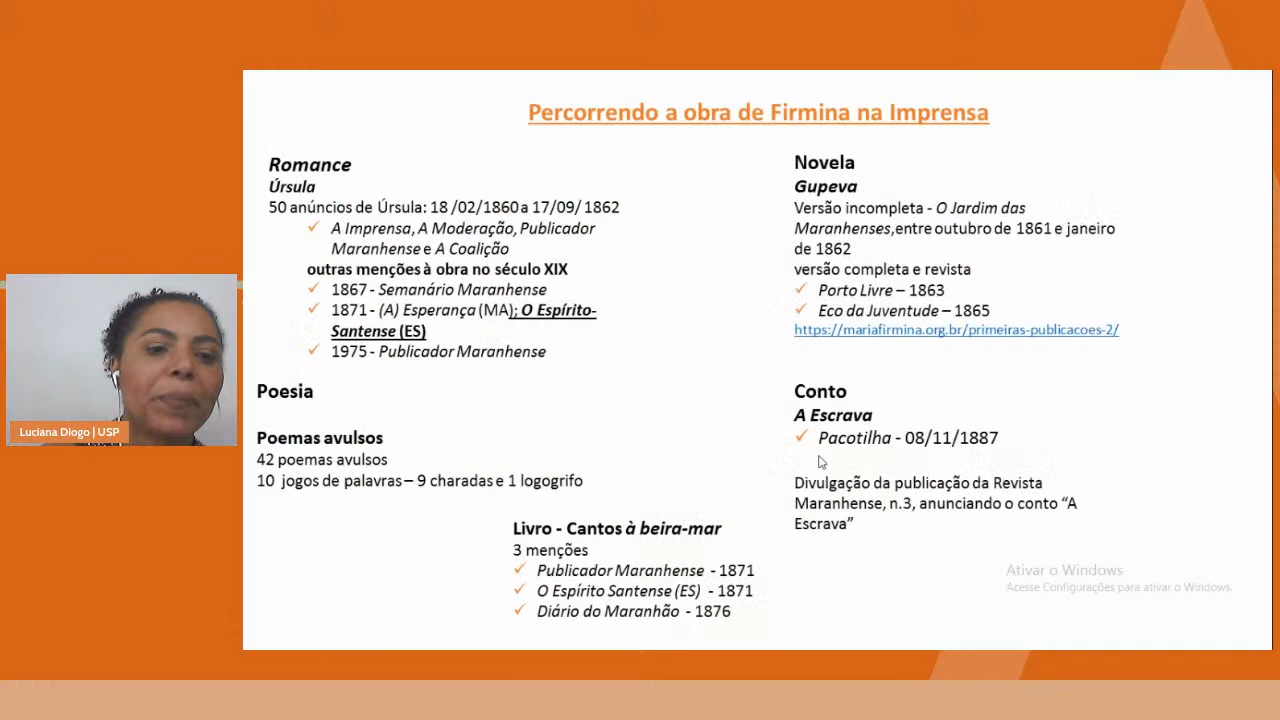 Percorrendo a obra de Firmina na Imprensa
Romance
Úrsula
50 anúncios de Úrsula: 18 /02/1860 a 17/09/ 1862
✓ A Imprensa, A Moderação, Publicador
Maranhense e A Coalição
outras menções à obra no século XIX
✓ 1867 - Semanário Maranhense
✓ 1871 - (A) Esperança (MA); O Espírito-
Santense (ES)
✓ 1975 - Publicador Maranhense
Poesia
Poemas avulsos
42 poemas avulsos
10 jogos de palavras – 9 charadas e 1 logogrifo
Livro - Cantos à beira-mar
3 menções
✓ Publicador Maranhense - 1871
✓ O Espírito Santense (ES) - 1871
✓ Diário do Maranhão - 1876
Novela
Gupeva
Versão incompleta - O Jardim das
Maranhenses,entre outubro de 1861 e janeiro
de 1862
versão completa e revista
✓ Porto Livre – 1863
✓ Eco da Juventude – 1865
https://mariafirmina.org.br/primeiras-publicacoes-2/
Conto
A Escrava
✓ Pacotilha - 08/11/1887
Divulgação da publicação da Revista
Maranhense, n.3, anunciando o conto “A
Escrava”
Ativar o Windows
Acesse Configurações para ativar o Windows.
Luciana Diogo | USP